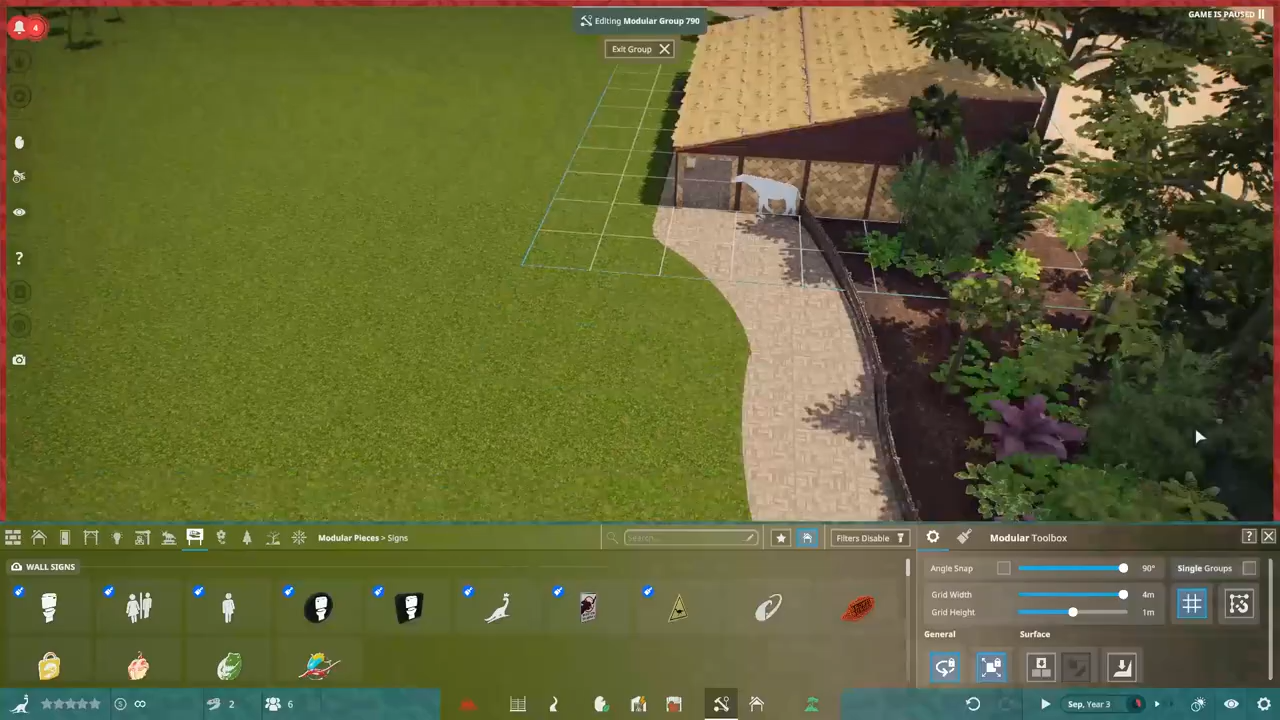 4
Editing Modular Group 790
GAME IS PAUSED
Exit Group
?
Modular Pieces > Signs
Search...
Filters Disable
Modular Toolbox
?
WALL SIGNS
Angle Snap
90°
Single Groups
Grid Width
4m
Grid Height
1m
General
Surface
∞
2
6
Sep, Year 3